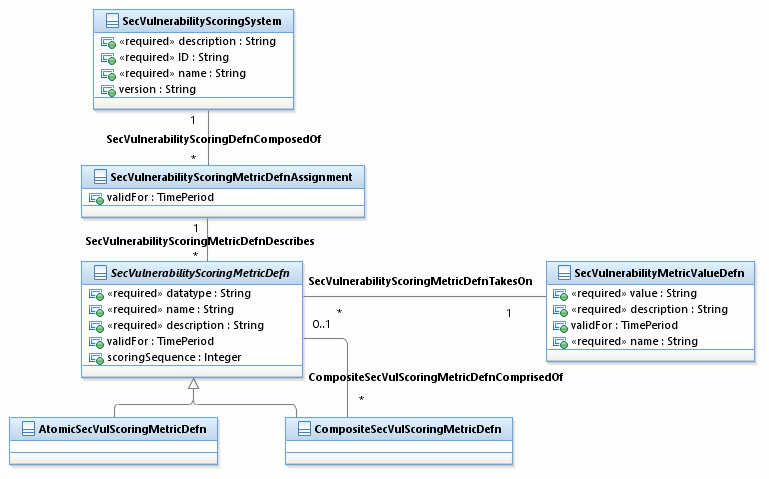 SecVulnerabilityScoringSystem
«required» description : String
«required» ID : String
«required» name : String
version : String
1
SecVulnerabilityScoringDefnComposedOf
*
SecVulnerabilityScoringMetricDefnAssignment
validFor : TimePeriod
1
SecVulnerabilityScoringMetricDefnDescribes
*
SecVulnerabilityScoringMetricDefn
«required» datatype : String
«required» name : String
«required» description : String
validFor : TimePeriod
scoringSequence : Integer
SecVulnerabilityScoringMetricDefnTakesOn
*
1
SecVulnerabilityMetricValueDefn
«required» value : String
«required» description : String
validFor : TimePeriod
«required» name : String
0..1
CompositeSecVulScoringMetricDefnComprisedOf
*
AtomicSecVulScoringMetricDefn
CompositeSecVulScoringMetricDefn